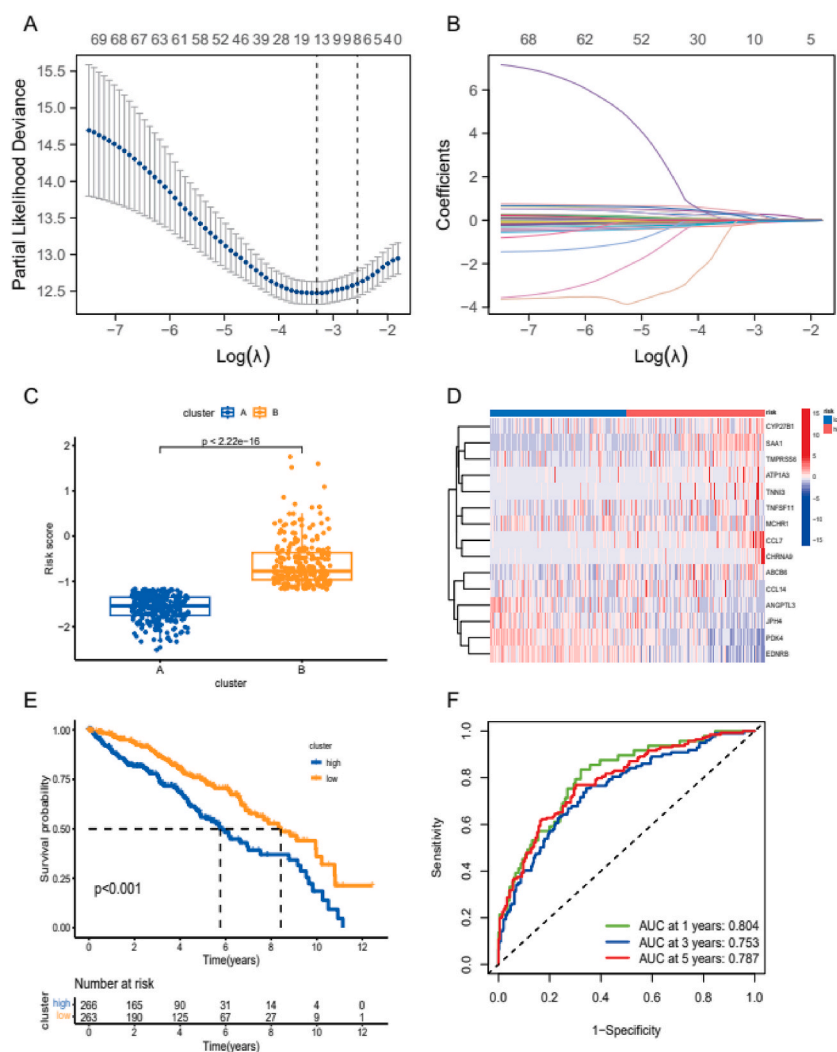 A
69 68 67 63 61 58 52 46 39 28 19 13 9 9 8 6 5 4 0
Partial Likelihood Deviance
15.5
15.0
14.5
14.0
13.5
13.0
12.5
−7 −6 −5 −4 −3 −2
Log(λ)
B
68 62 52 30 10 5
Coefficients
6
4
2
0
−2
−4
−7 −6 −5 −4 −3 −2
Log(λ)
C
cluster A B
p < 2.22e−16
Risk score
2
1
−0
−1
−2
A B
cluster
D
risk
CYP27B1
SAA1
TMPRSS6
ATP1A3
TNNI3
TNFSF11
MCHR1
CCL7
CHRNA9
ABCB6
CCL14
ANGPTL3
JPH4
PDK4
EDNRB
15
10
5
0
−5
−10
−15
risk
E
cluster
high
low
Survival probability
1.00
0.75
0.50
0.25
0.00
p<0.001
0 2 4 6 8 10 12
Time(years)
Number at risk
cluster
high 266 165 90 31 14 4 0
low 263 190 125 67 27 9 1
0 2 4 6 8 10 12
Time(years)
F
Sensitivity
1.0
0.8
0.6
0.4
0.2
0.0
AUC at 1 years: 0.804
AUC at 3 years: 0.753
AUC at 5 years: 0.787
0.0 0.2 0.4 0.6 0.8 1.0
1−Specificity